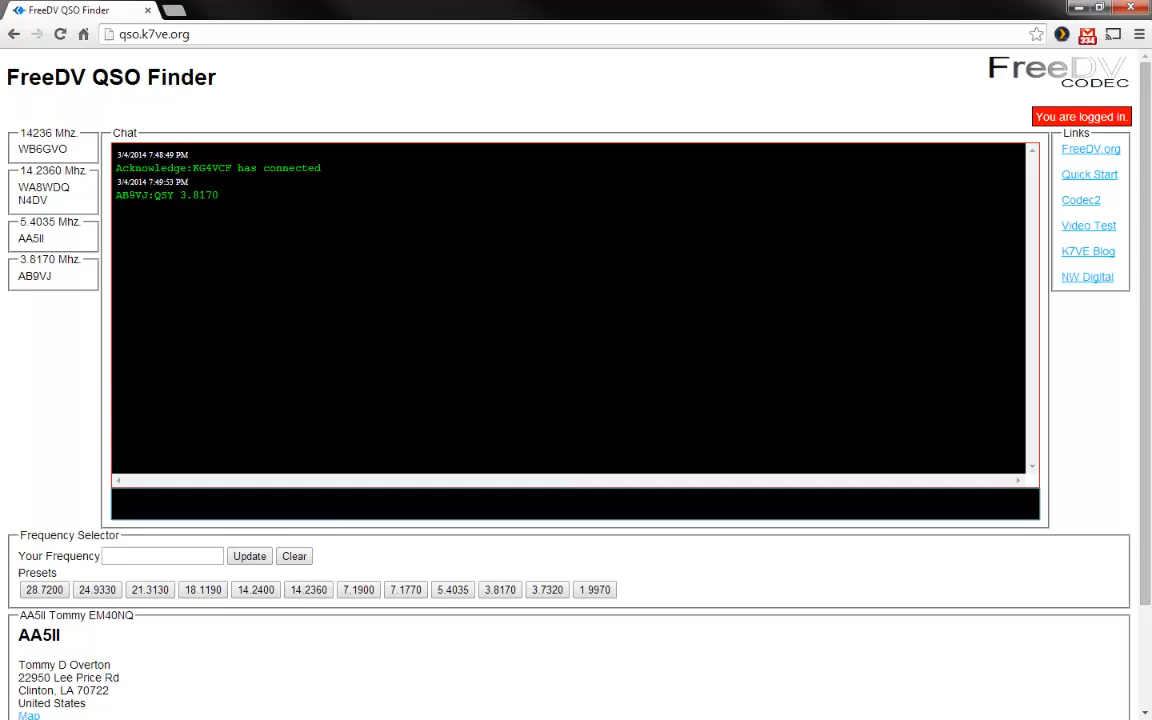 FreeDV QSO Finder
qso.k7ve.org
334
FreeDV QSO Finder
FreeDV
CODEC
You are logged in.
14236 Mhz.
WB6GVO
14.2360 Mhz.
WA8WDQ
N4DV
5.4035 Mhz.
AA5II
3.8170 Mhz.
AB9VJ
Chat
3/4/2014 7:48:49 PM
Acknowledge:KG4VCF has connected
3/4/2014 7:49:53 PM
AB9VJ:QSY 3.8170
Links
FreeDV.org
Quick Start
Codec2
Video Test
K7VE Blog
NW Digital
Frequency Selector
Your Frequency Update Clear
Presets
28.7200 24.9330 21.3130 18.1190 14.2400 14.2360 7.1900 7.1770 5.4035 3.8170 3.7320 1.9970
AA5II Tommy EM40NQ
AA5II
Tommy D Overton
22950 Lee Price Rd
Clinton, LA 70722
United States
Map